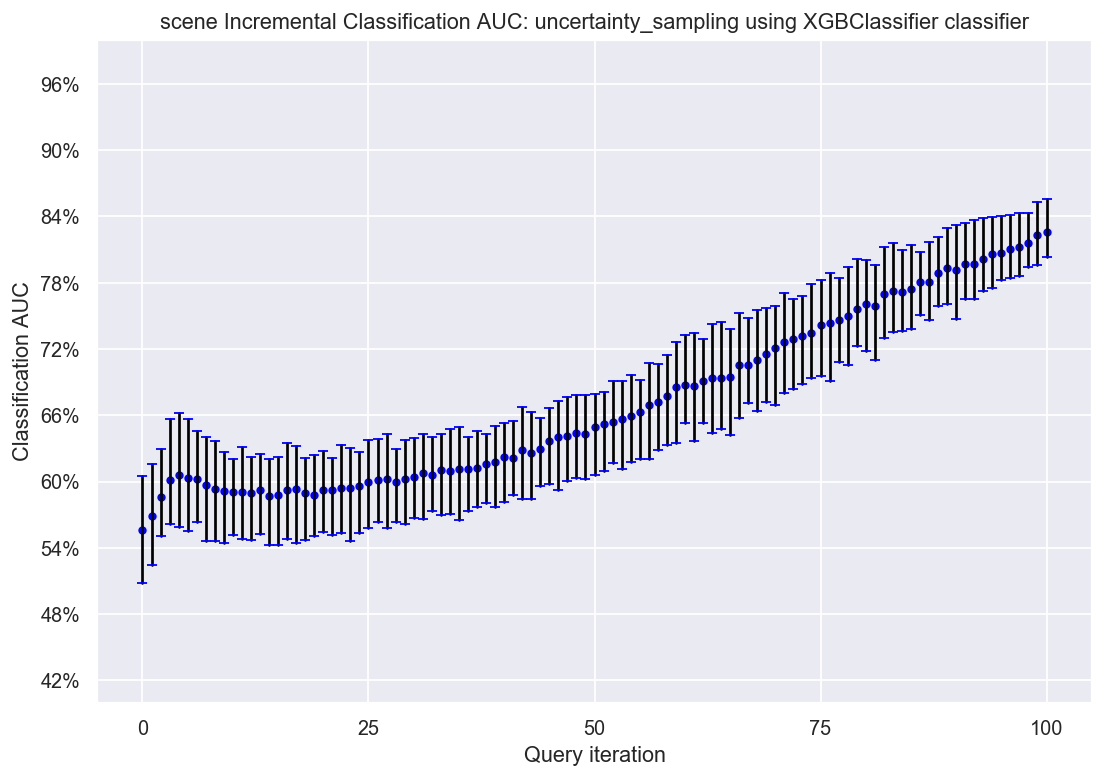 scene Incremental Classification AUC: uncertainty_sampling using XGBClassifier classifier
96%
90%
84%
78%
72%
66%
60%
54%
48%
42%
Classification AUC
0 25 50 75 100
Query iteration